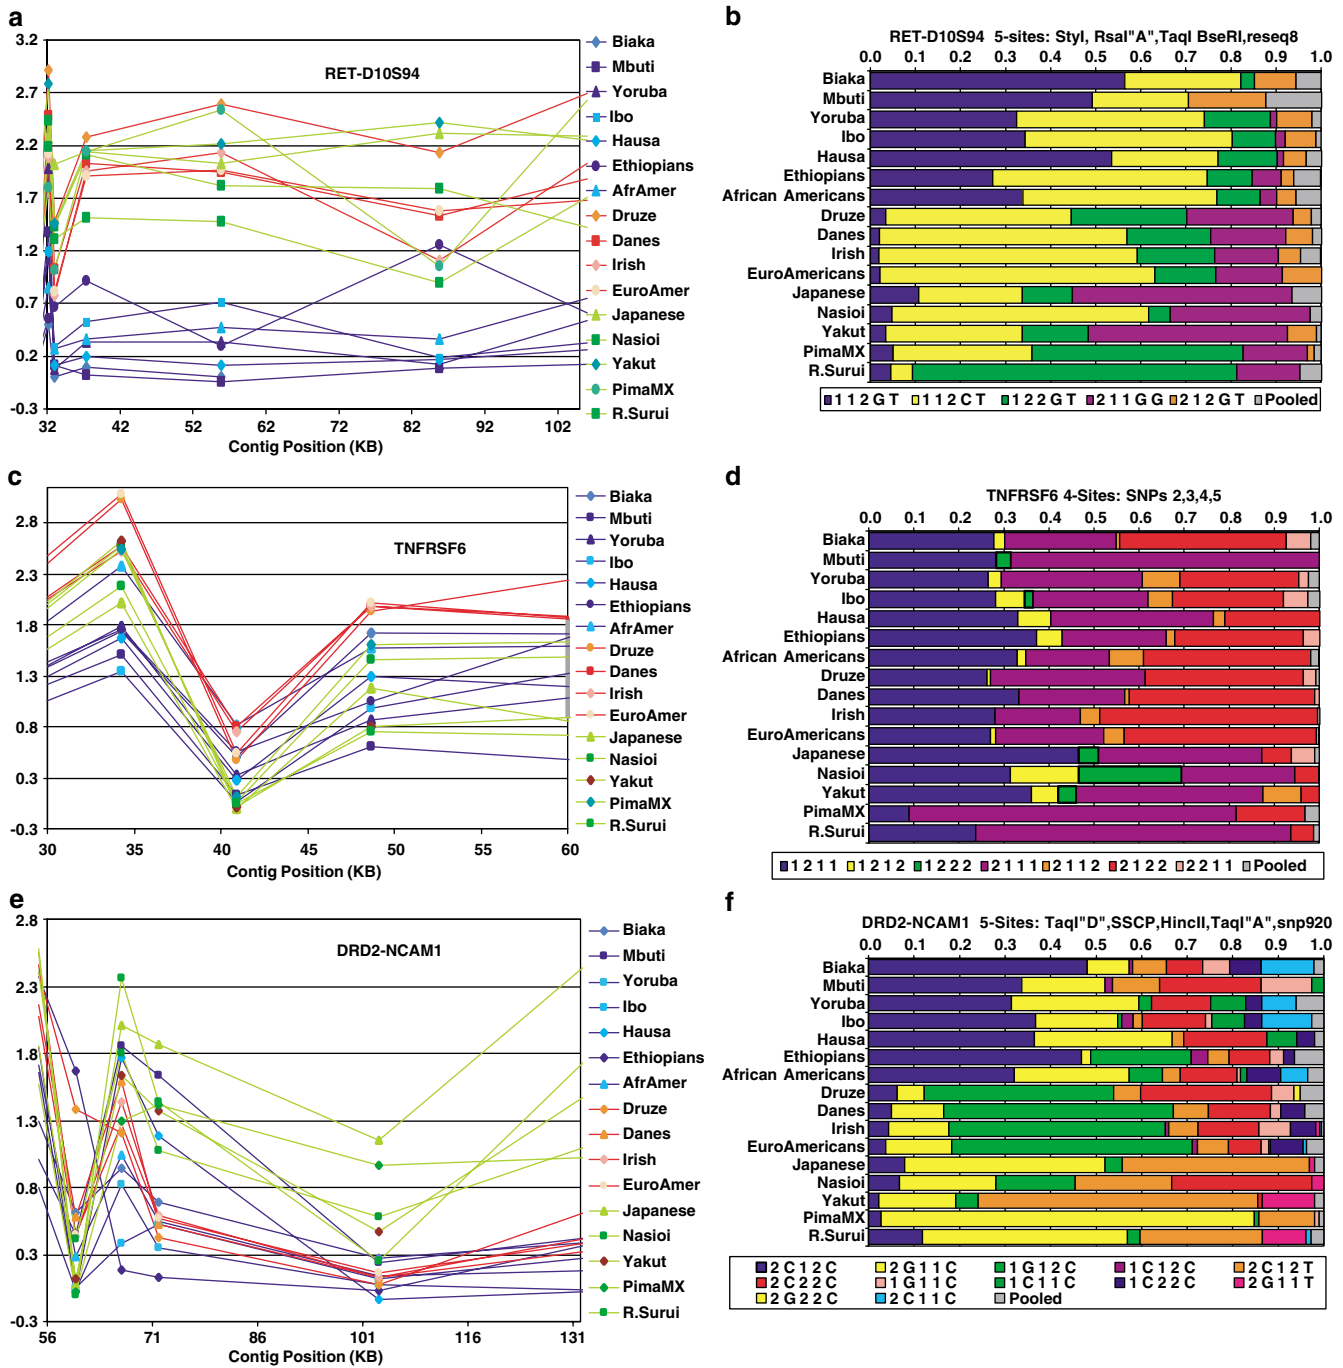 a
3.2
2.7
2.2
1.7
1.2
0.7
0.2
-0.3
RET-D10S94
32 42 52 62 72 82 92 102
Contig Position (KB)
Biaka
Mbuti
Yoruba
Ibo
Hausa
Ethiopians
AfrAmer
Druze
Danes
Irish
EuroAmer
Japanese
Nasioi
Yakut
PimaMX
R.Surui
b
RET-D10S94 5-sites: StyI, RsaI"A",TaqI BseRI,reseq8
0.0 0.1 0.2 0.3 0.4 0.5 0.6 0.7 0.8 0.9 1.0
Biaka
Mbuti
Yoruba
Ibo
Hausa
Ethiopians
African Americans
Druze
Danes
Irish
EuroAmericans
Japanese
Nasioi
Yakut
PimaMX
R.Surui
1 1 2 G T 1 1 2 C T 1 2 2 G T 2 1 1 G G 2 1 2 G T Pooled
c
2.8
2.3
1.8
1.3
0.8
0.3
-0.3
TNFRSF6
30 35 40 45 50 55 60
Contig Position (KB)
Biaka
Mbuti
Yoruba
Ibo
Hausa
Ethiopians
AfrAmer
Druze
Danes
Irish
EuroAmer
Japanese
Nasioi
Yakut
PimaMX
R.Surui
d
TNFRSF6 4-Sites: SNPs 2,3,4,5
0.0 0.1 0.2 0.3 0.4 0.5 0.6 0.7 0.8 0.9 1.0
Biaka
Mbuti
Yoruba
Ibo
Hausa
Ethiopians
African Americans
Druze
Danes
Irish
EuroAmericans
Japanese
Nasioi
Yakut
PimaMX
R.Surui
1 2 1 1 1 2 1 2 1 2 2 2 2 1 1 1 2 1 1 2 2 1 2 2 2 2 1 1 Pooled
e
2.8
2.3
1.8
1.3
0.8
0.3
-0.3
DRD2-NCAM1
56 71 86 101 116 131
Contig Position (KB)
Biaka
Mbuti
Yoruba
Ibo
Hausa
Ethiopians
AfrAmer
Druze
Danes
Irish
EuroAmer
Japanese
Nasioi
Yakut
PimaMX
R.Surui
f
DRD2-NCAM1 5-Sites: TaqI"D",SSCP,HincII,TaqI"A",snp920
0.0 0.1 0.2 0.3 0.4 0.5 0.6 0.7 0.8 0.9 1.0
Biaka
Mbuti
Yoruba
Ibo
Hausa
Ethiopians
African Americans
Druze
Danes
Irish
EuroAmericans
Japanese
Nasioi
Yakut
PimaMX
R.Surui
2 C 1 2 C 2 G 1 1 C 1 G 1 2 C 1 C 1 2 C 2 C 1 2 T
2 C 2 2 C 1 G 1 1 C 1 C 1 1 C 1 C 2 2 C 2 G 1 1 T
2 G 2 2 C 2 C 1 1 C Pooled